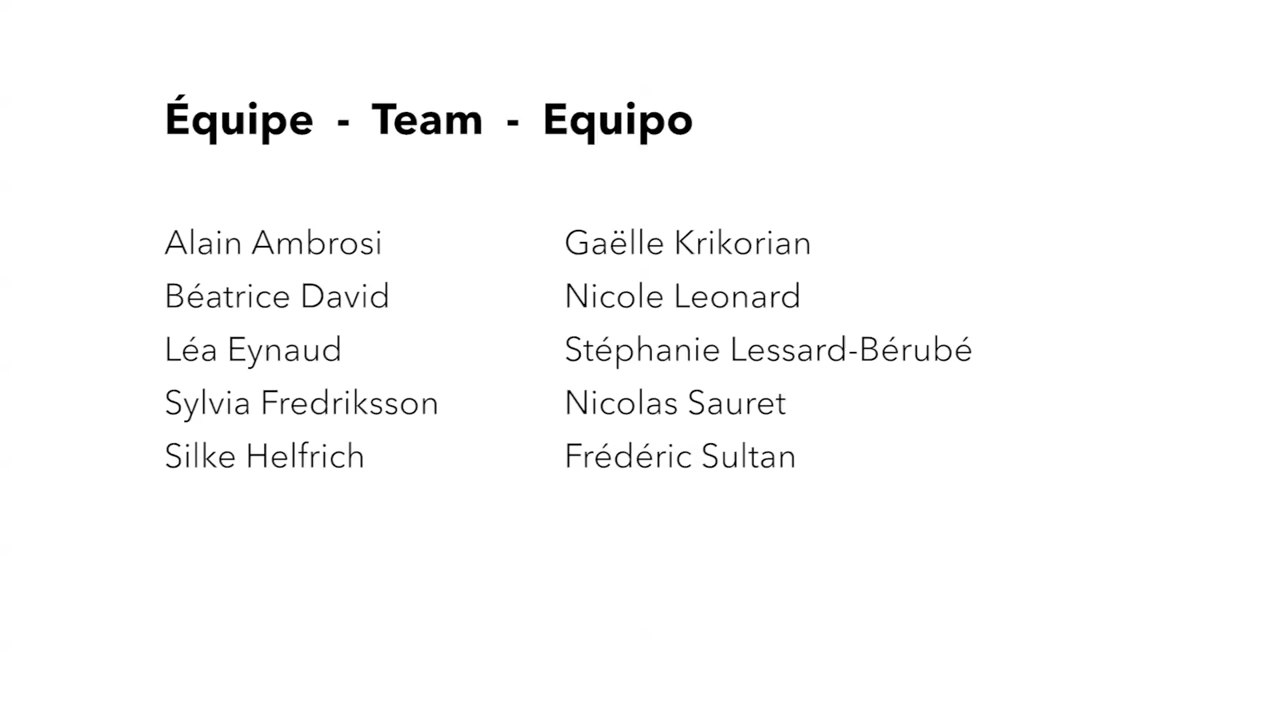 Équipe - Team - Equipo
Alain Ambrosi
Béatrice David
Léa Eynaud
Sylvia Fredriksson
Silke Helfrich
Gaëlle Krikorian
Nicole Leonard
Stéphanie Lessard-Bérubé
Nicolas Sauret
Frédéric Sultan